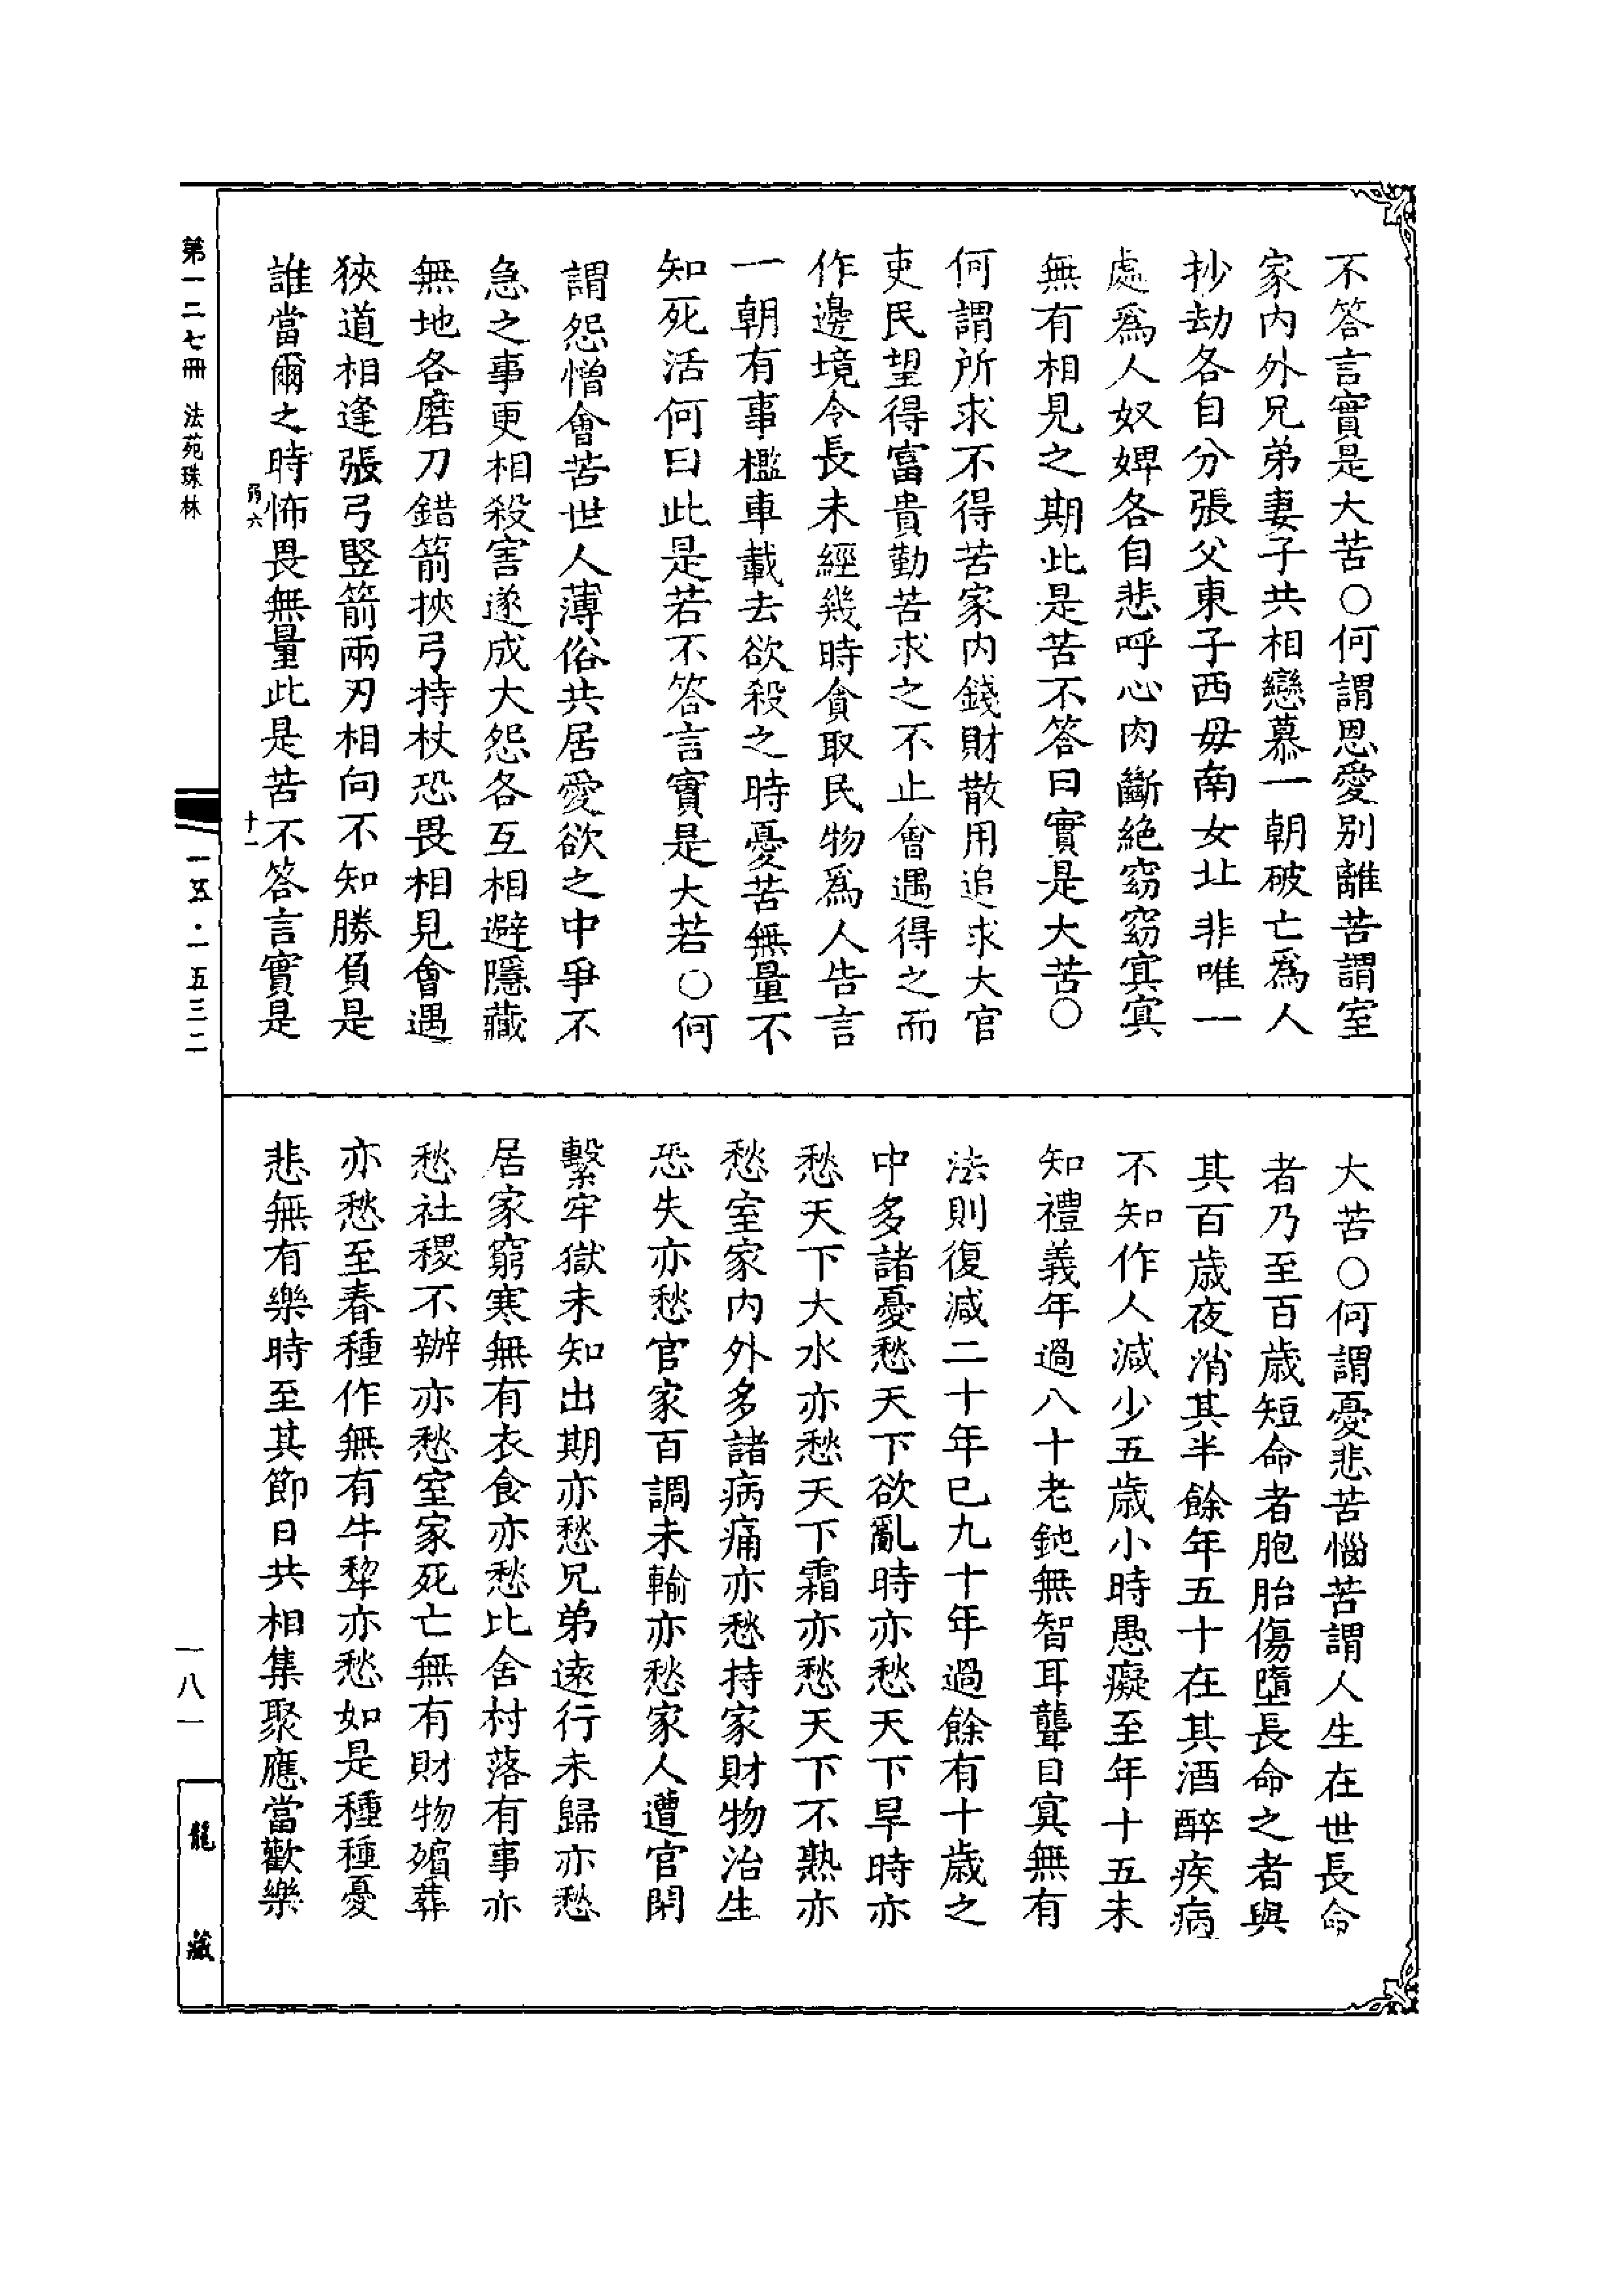 不答言實是大苦○何謂恩愛別離苦謂室
家內外兄弟妻子共相戀慕一朝破亡爲人
抄劫各自分張父東子西毋南女北非唯一
處爲人奴婢各自悲呼心肉斷絕窈窈寘寘
無有相見之期此是苦不答曰實是大苦○
何謂所求不得苦家內錢財散用追求大官
吏民望得富貴勤苦求之不止會遇得之而
作邊境令長未經幾時貪取民物爲人告言
一朝有事檻車載去欲殺之時憂苦無量不
知死活何曰此是若不答言實是大若○何
謂怨憎會苦世人薄俗共居愛欲之中爭不
急之事更相殺害遂成大怨各互相避隱藏
無地各磨刀錯箭挾弓持杖恐畏相見會遇
狹道相逢張弓豎箭兩刃相向不知勝負是
誰當爾之時怖畏無量此是苦不答言實是
大苦○何謂憂悲苦惱苦謂人生在世長命
者乃至百歲短命者胞胎傷墮長命之者與
其百歲夜消其半餘年五十在其酒醉疾病
不知作人減少五歲小時愚癡至年十五未
知禮義年過八十老鈍無智耳聾目寘無有
法則復減二十年已九十年過餘有十歲之
中多諸憂愁天下欲亂時亦愁天下旱時亦
愁天下大水亦愁天下霜亦愁天下不熟亦
愁室家內外多諸病痛亦愁持家財物治生
恐失亦愁官家百調未輸亦愁家人遭官閉
繫牢獄未知出期亦愁兄弟遠行未歸亦愁
居家窮寒無有衣食亦愁比舍村落有事亦
愁社稷不辦亦愁室家死亡無有財物殯葬
亦愁至春種作無有牛犂亦愁如是種種憂
悲無有樂時至其節日共相集聚應當歡樂
弱六
十一
第一二七冊 法苑珠林
一五·一五三二
一八一
龍藏